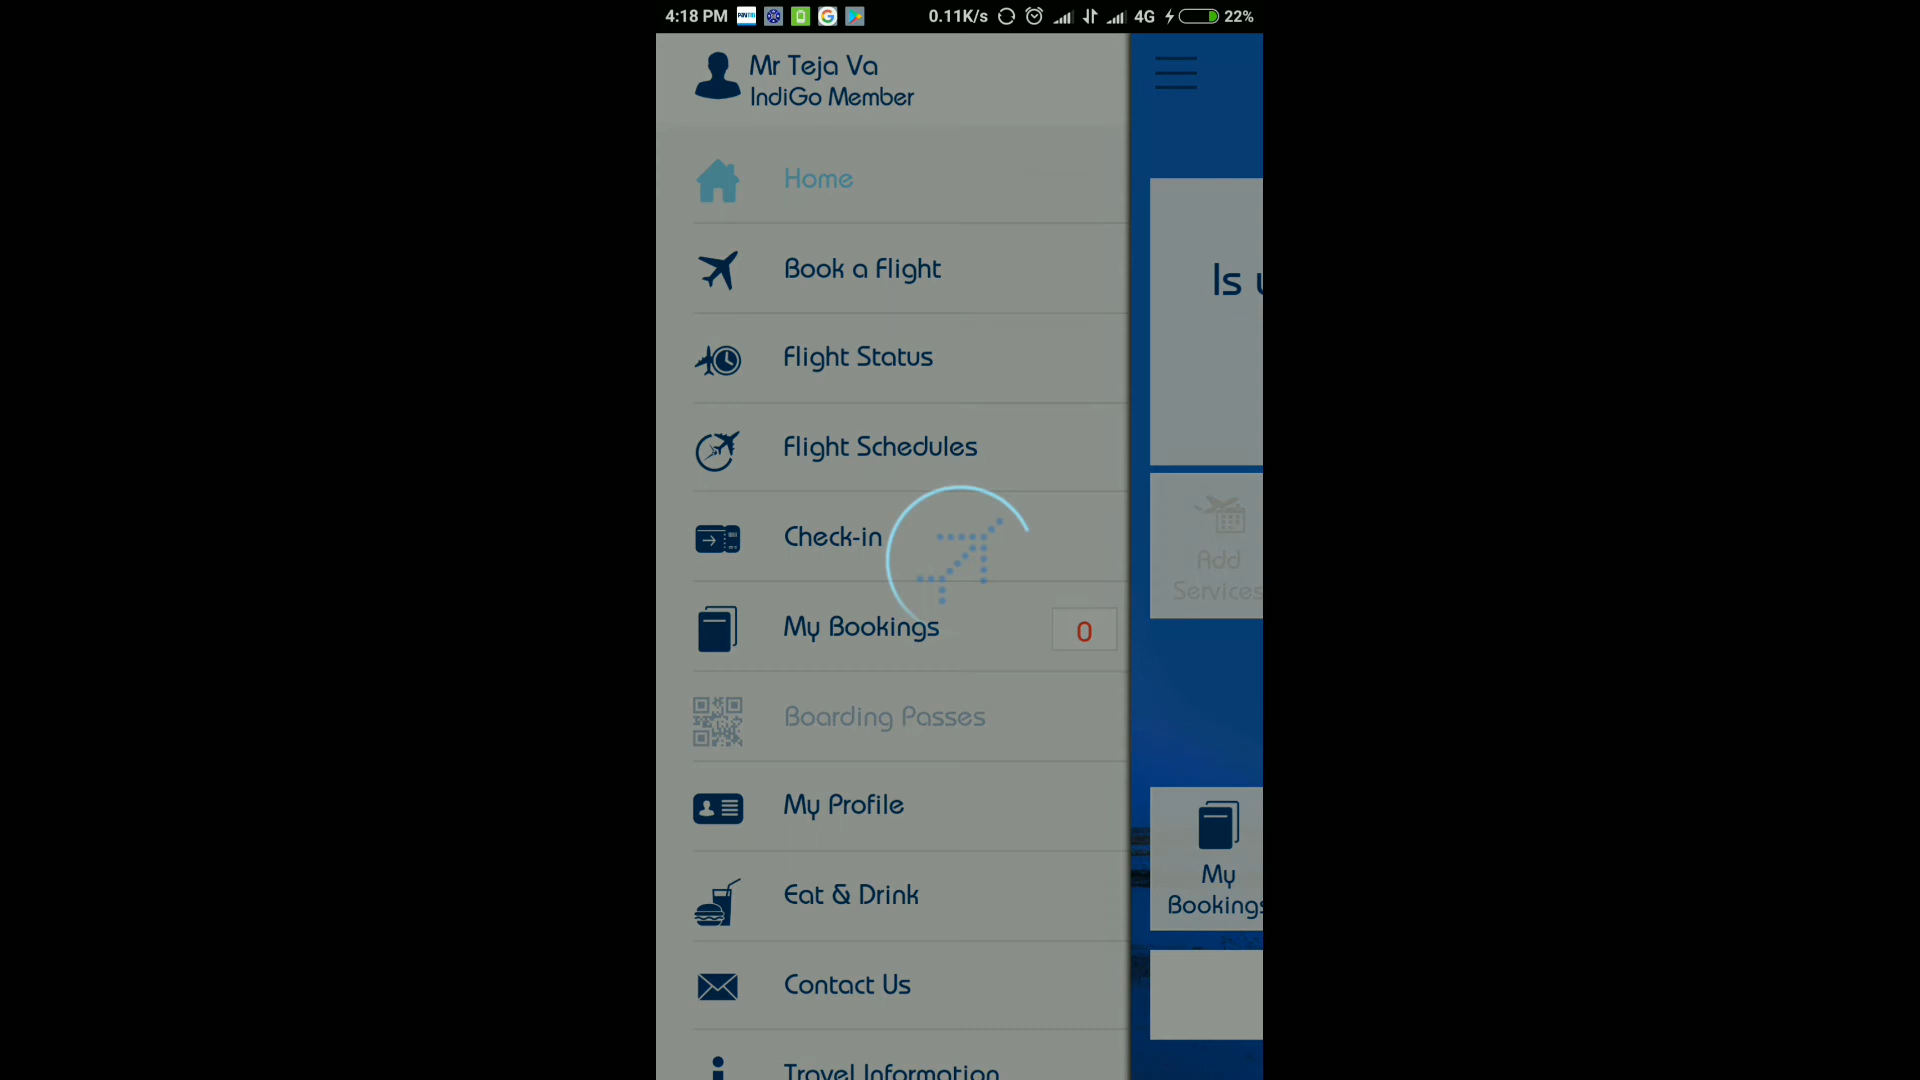 4:18 PM 0.11K/s 4G 22%
Mr Teja Va
IndiGo Member
Home
Book a Flight
Flight Status
Is
Flight Schedules
Check-in
Add
Services
My Bookings 0
Boarding Passes
My Profile
My
Bookings
Eat & Drink
Contact Us
Travel Information